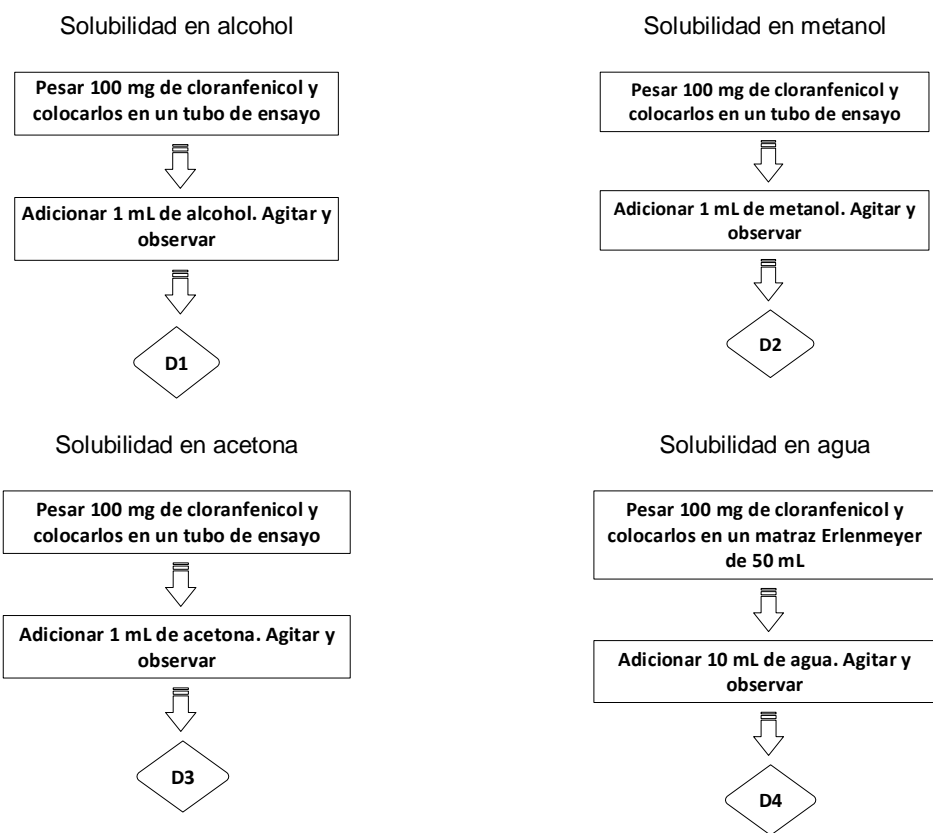 Solubilidad en alcohol
Pesar 100 mg de cloranfenicol y
colocarlos en un tubo de ensayo
Adicionar 1 mL de alcohol. Agitar y
observar
D1
Solubilidad en metanol
Pesar 100 mg de cloranfenicol y
colocarlos en un tubo de ensayo
Adicionar 1 mL de metanol. Agitar y
observar
D2
Solubilidad en acetona
Pesar 100 mg de cloranfenicol y
colocarlos en un tubo de ensayo
Adicionar 1 mL de acetona. Agitar y
observar
D3
Solubilidad en agua
Pesar 100 mg de cloranfenicol y
colocarlos en un matraz Erlenmeyer
de 50 mL
Adicionar 10 mL de agua. Agitar y
observar
D4